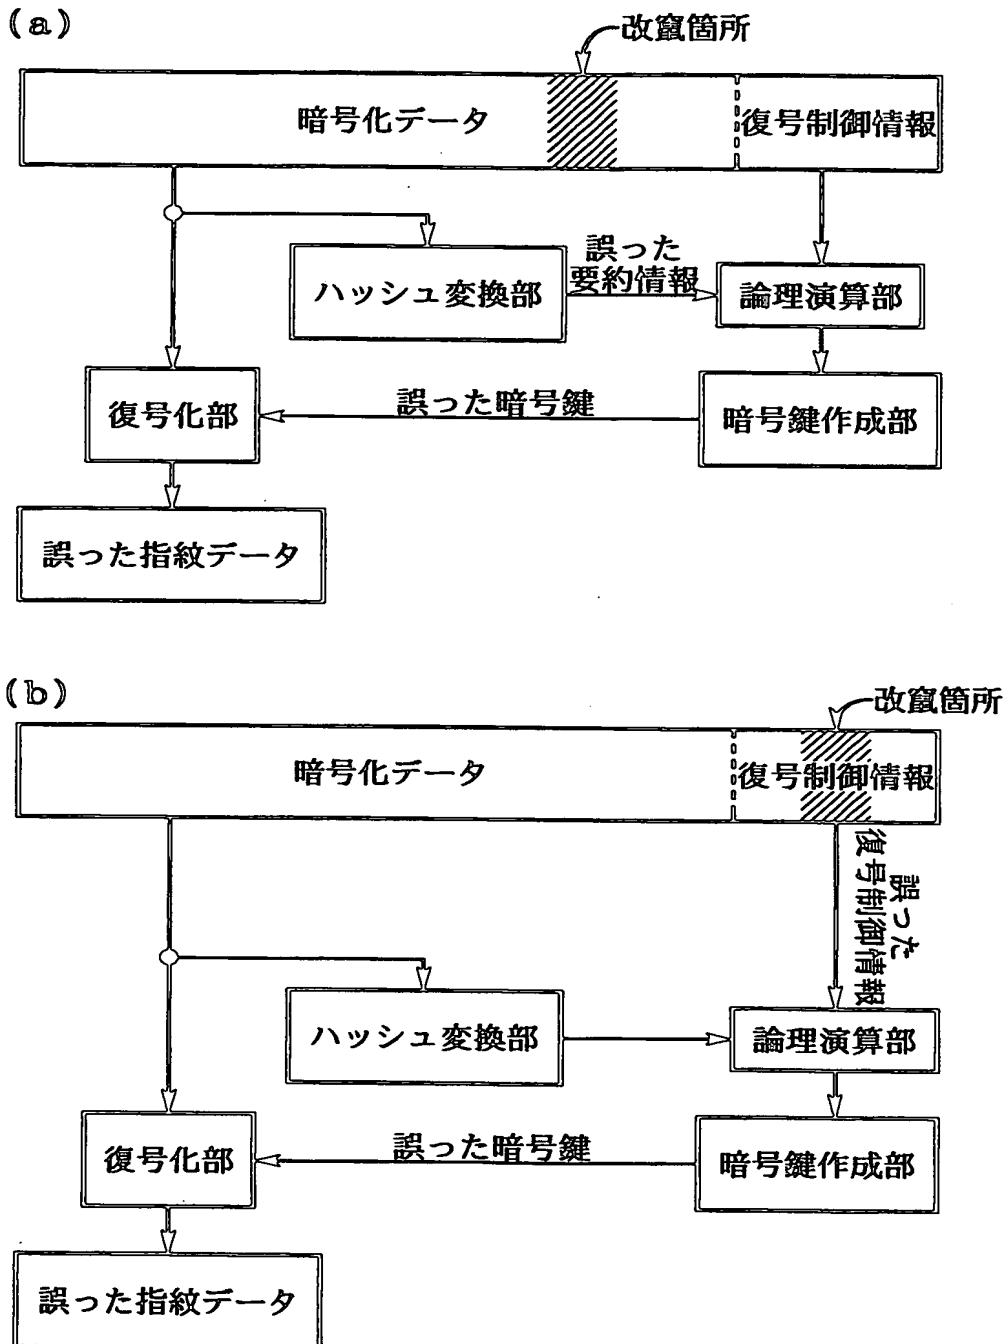 (a)
改竄箇所
暗号化データ
復号制御情報
ハッシュ変換部
誤った
要約情報
論理演算部
復号化部
誤った暗号鍵
暗号鍵作成部
誤った指紋データ
(b)
改竄箇所
暗号化データ
復号制御情報
誤った
復号制御情報
ハッシュ変換部
論理演算部
復号化部
誤った暗号鍵
暗号鍵作成部
誤った指紋データ